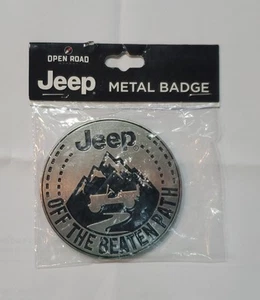 OPEN ROAD
Jeep METAL BADGE
Jeep
OFF THE BEATEN PATH